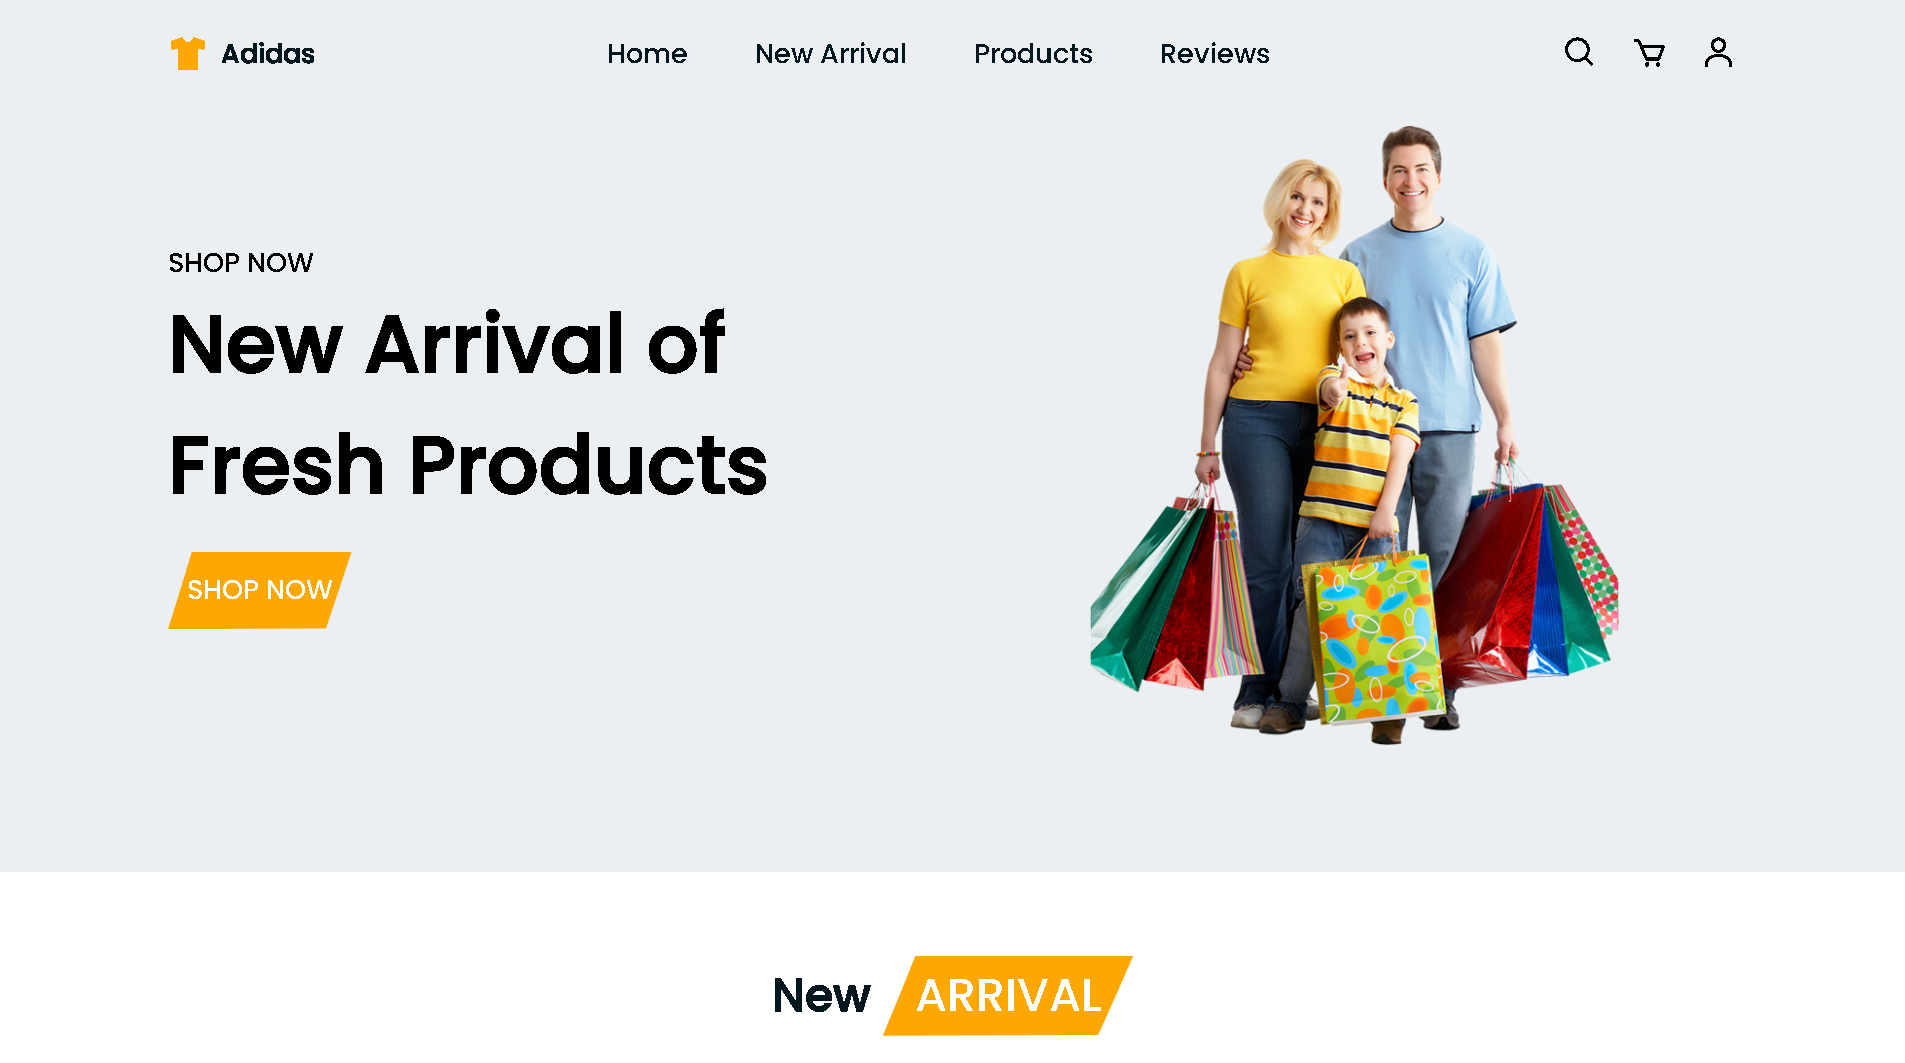 Adidas
Home
New Arrival
Products
Reviews
SHOP NOW
New Arrival of
Fresh Products
SHOP NOW
New ARRIVAL